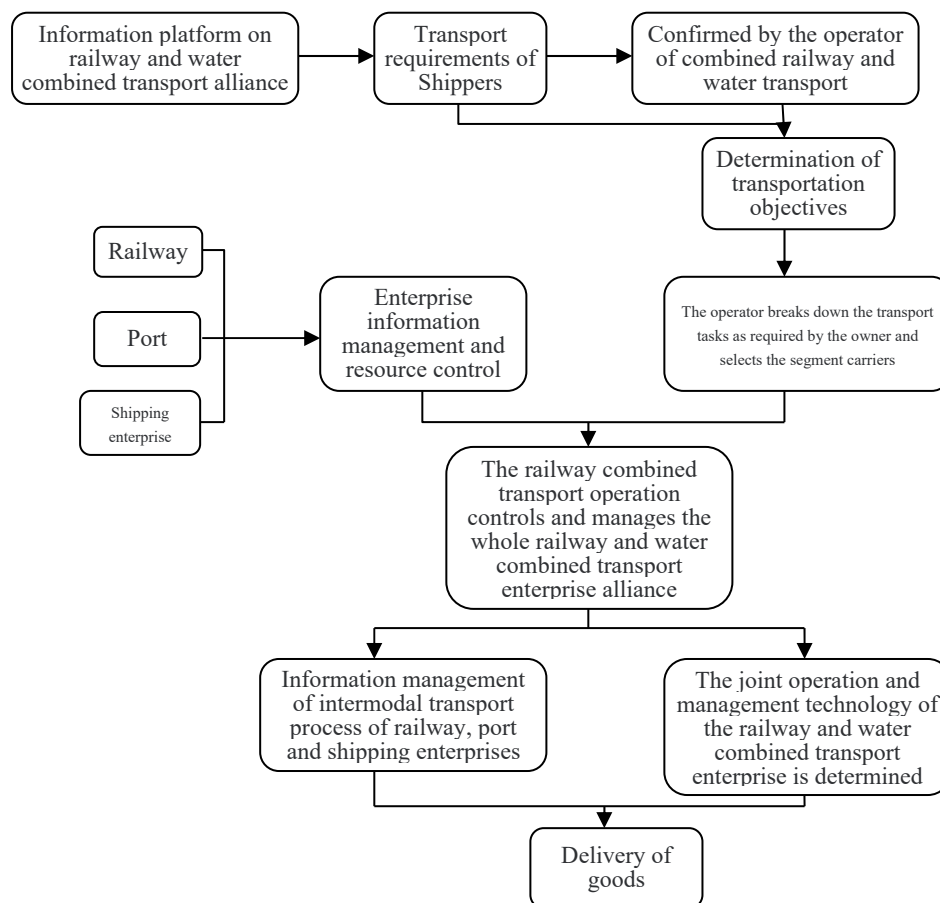 Information platform on
railway and water
combined transport alliance
Transport
requirements of
Shippers
Confirmed by the operator
of combined railway and
water transport
Determination of
transportation
objectives
Railway
Port
Shipping
enterprise
Enterprise
information
management and
resource control
The operator breaks down the transport
tasks as required by the owner and
selects the segment carriers
The railway combined
transport operation
controls and manages the
whole railway and water
combined transport
enterprise alliance
Information management
of intermodal transport
process of railway, port
and shipping enterprises
The joint operation and
management technology of
the railway and water
combined transport
enterprise is determined
Delivery of
goods